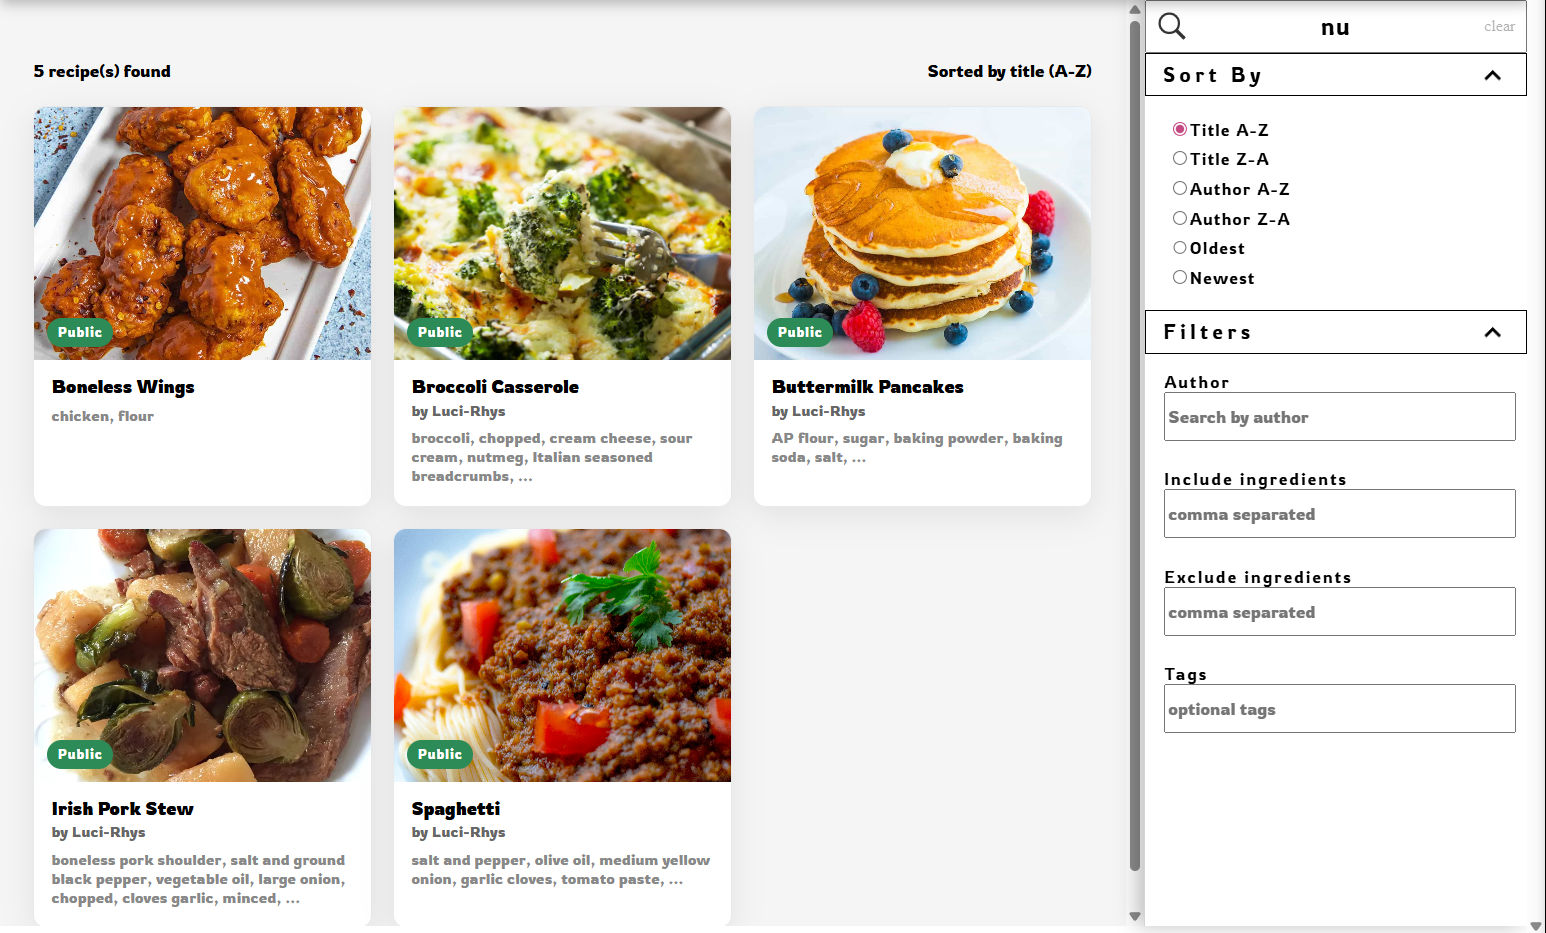 5 recipe(s) found
Sorted by title (A-Z)
Public
Boneless Wings
chicken, flour
Public
Broccoli Casserole
by Luci-Rhys
broccoli, chopped, cream cheese, sour
cream, nutmeg, Italian seasoned
breadcrumbs, ...
Public
Buttermilk Pancakes
by Luci-Rhys
AP flour, sugar, baking powder, baking
soda, salt, ...
Public
Irish Pork Stew
by Luci-Rhys
boneless pork shoulder, salt and ground
black pepper, vegetable oil, large onion,
chopped, cloves garlic, minced, ...
Public
Spaghetti
by Luci-Rhys
salt and pepper, olive oil, medium yellow
onion, garlic cloves, tomato paste, ...
nu
clear
Sort By
Title A-Z
Title Z-A
Author A-Z
Author Z-A
Oldest
Newest
Filters
Author
Search by author
Include ingredients
comma separated
Exclude ingredients
comma separated
Tags
optional tags